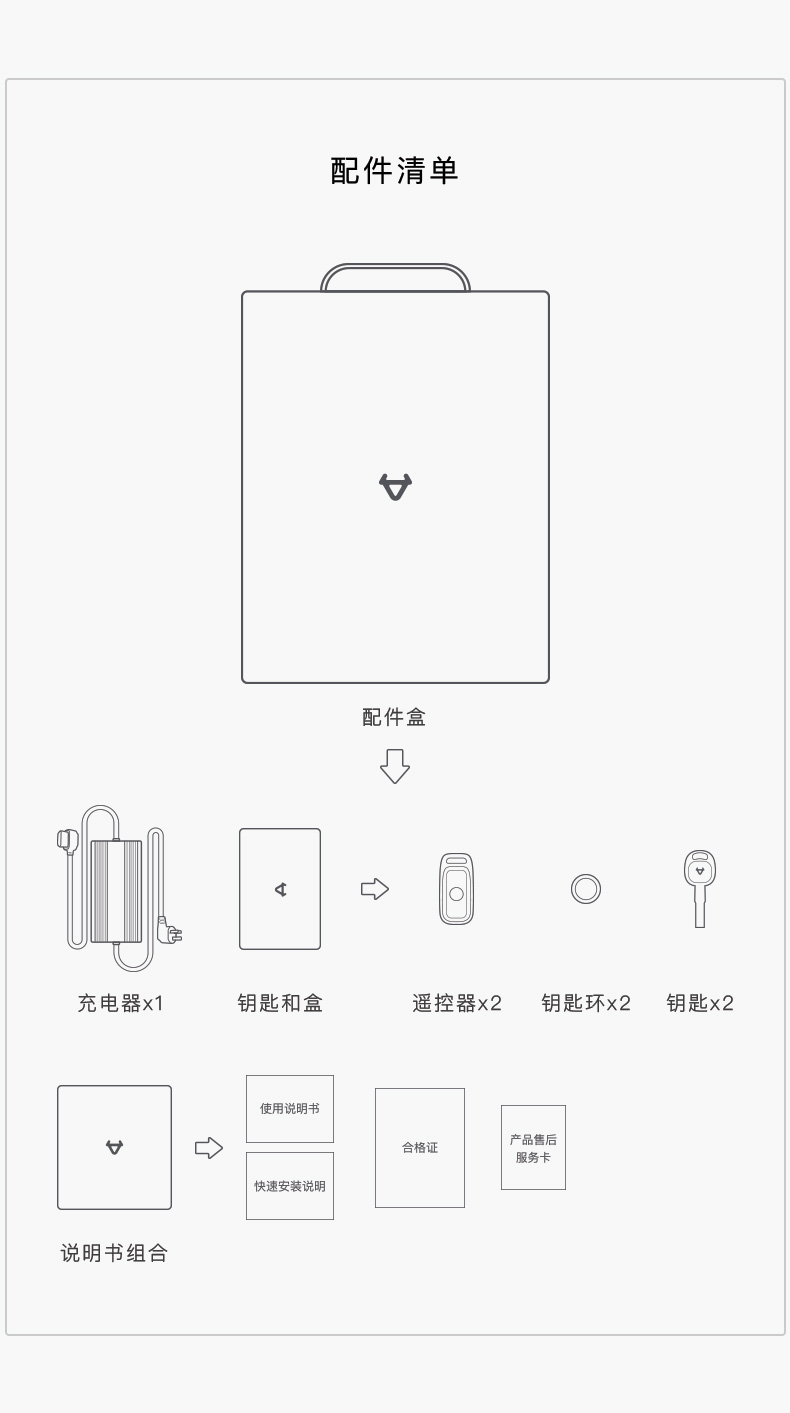 配件清单
配件盒
充电器x1
钥匙和盒
遥控器x2
钥匙环x2
钥匙x2
使用说明书
快速安装说明
合格证
产品售后
服务卡
说明书组合